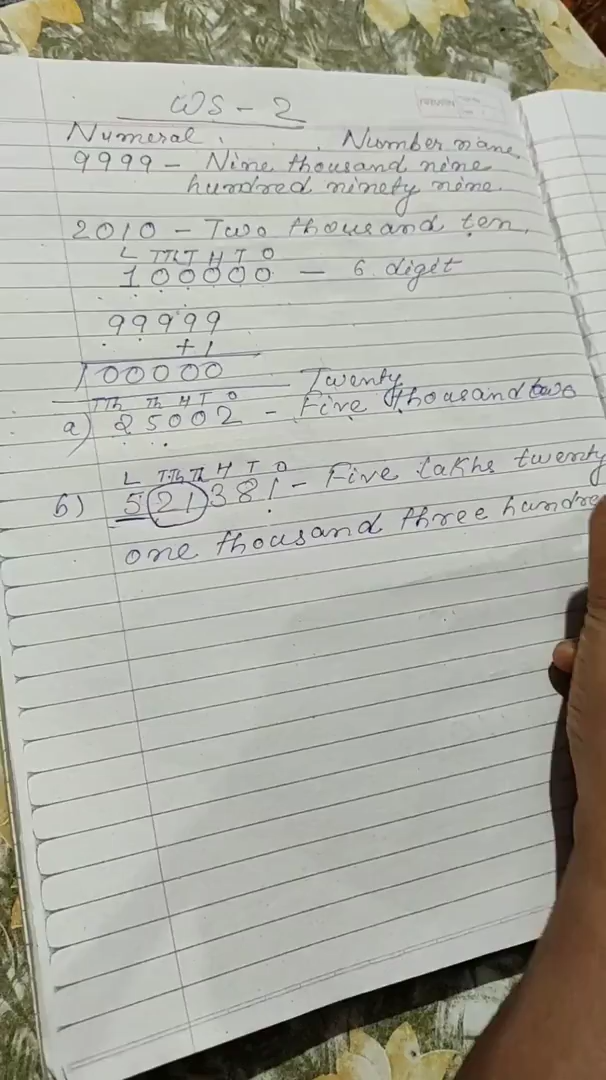 WS - 2
Numeral . . Number name
9999 - Nine thousand nine
hundred ninety nine.
2010 - Two thousand ten.
L TTh Th H T O
100000 - 6 digit
99999
+1
100000
Twenty
TTh Th H T O
a) 25002 - Five thousand two
L T.Th Th H T O
b) 521381 - Five lakhs twenty
one thousand three hundre